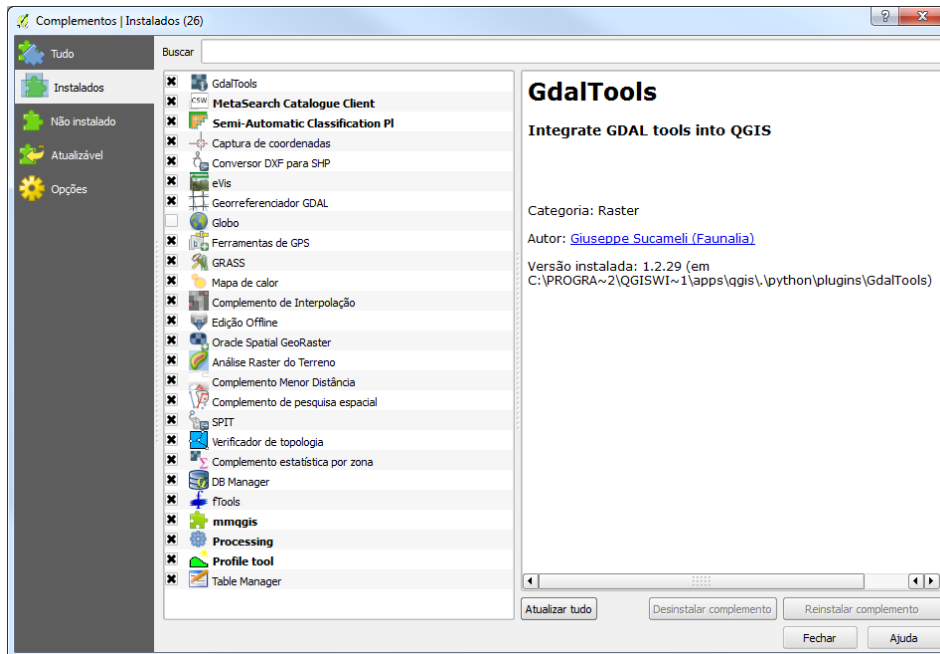 Complementos | Instalados (26)
Tudo
Instalados
Não instalado
Atualizável
Opções
Buscar
GdalTools
CSW MetaSearch Catalogue Client
Semi-Automatic Classification Pl
Captura de coordenadas
Conversor DXF para SHP
eVis
Georreferenciador GDAL
Globo
Ferramentas de GPS
GRASS
Mapa de calor
Complemento de Interpolação
Edição Offline
Oracle Spatial GeoRaster
Análise Raster do Terreno
Complemento Menor Distância
Complemento de pesquisa espacial
SPIT
Verificador de topologia
Complemento estatística por zona
DB Manager
fTools
mmqgis
Processing
Profile tool
Table Manager
GdalTools
Integrate GDAL tools into QGIS
Categoria: Raster
Autor: Giuseppe Sucameli (Faunalia)
Versão instalada: 1.2.29 (em
C:\PROGRA~2\QGISWI~1\apps\qgis\.\python\plugins\GdalTools)
Atualizar tudo
Desinstalar complemento
Reinstalar complemento
Fechar
Ajuda